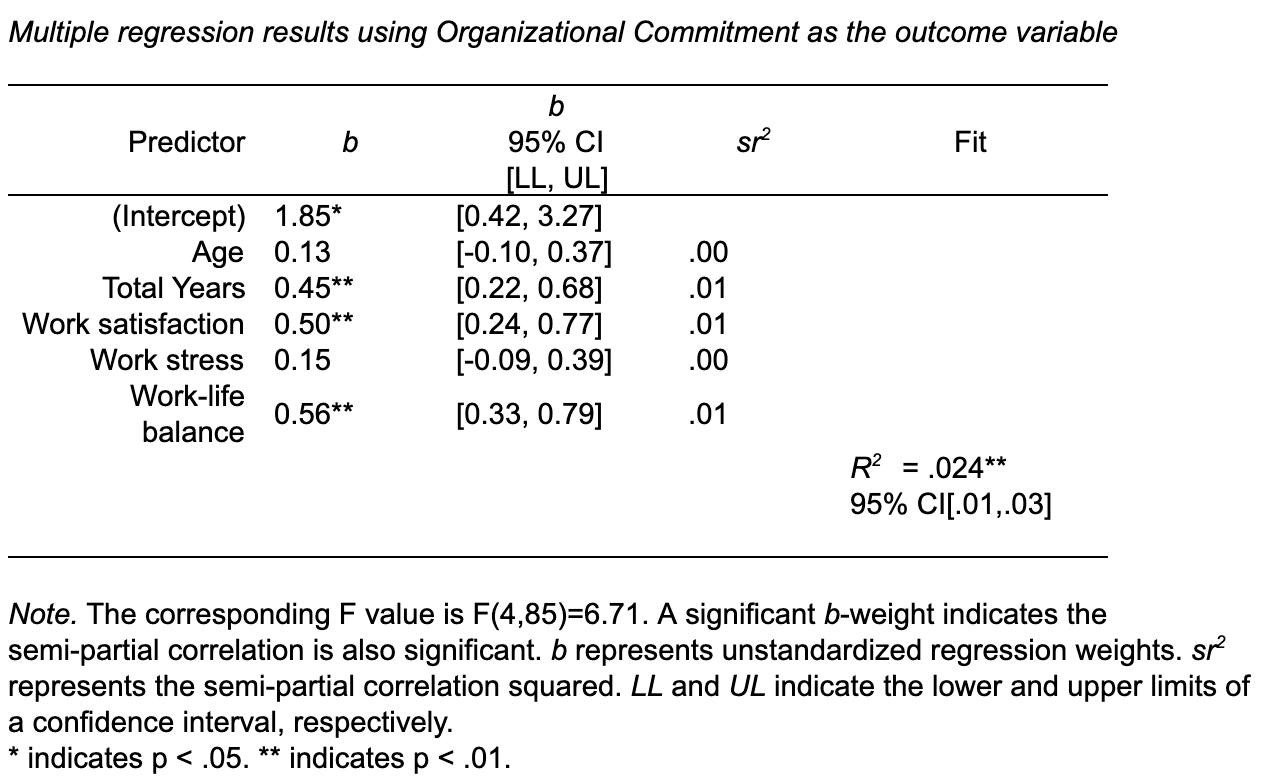 Multiple regression results using Organizational Commitment as the outcome variable
b
Predictor b 95% CI sr² Fit
[LL, UL]
(Intercept) 1.85* [0.42, 3.27]
Age 0.13 [-0.10, 0.37] .00
Total Years 0.45** [0.22, 0.68] .01
Work satisfaction 0.50** [0.24, 0.77] .01
Work stress 0.15 [-0.09, 0.39] .00
Work-life
balance 0.56** [0.33, 0.79] .01
R² = .024**
95% CI[.01,.03]
Note. The corresponding F value is F(4,85)=6.71. A significant b-weight indicates the
semi-partial correlation is also significant. b represents unstandardized regression weights. sr²
represents the semi-partial correlation squared. LL and UL indicate the lower and upper limits of
a confidence interval, respectively.
* indicates p < .05. ** indicates p < .01.